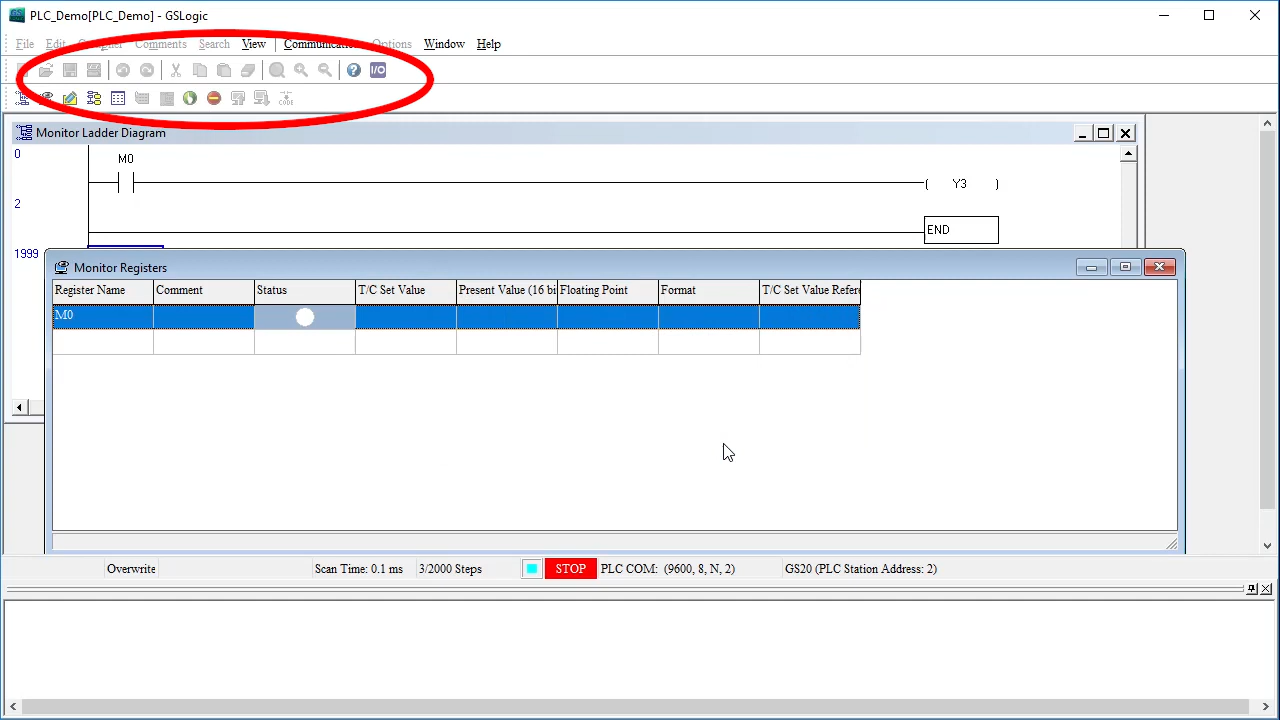 PLC_Demo[PLC_Demo] - GSLogic
File Edit Comments Search View Communication Options Window Help
I/O
CODE
Monitor Ladder Diagram
0
M0
Y3
2
END
1999
Monitor Registers
Register Name Comment Status T/C Set Value Present Value (16 bi Floating Point Format T/C Set Value Refere
M0
Overwrite Scan Time: 0.1 ms 3/2000 Steps STOP PLC COM: (9600, 8, N, 2) GS20 (PLC Station Address: 2)